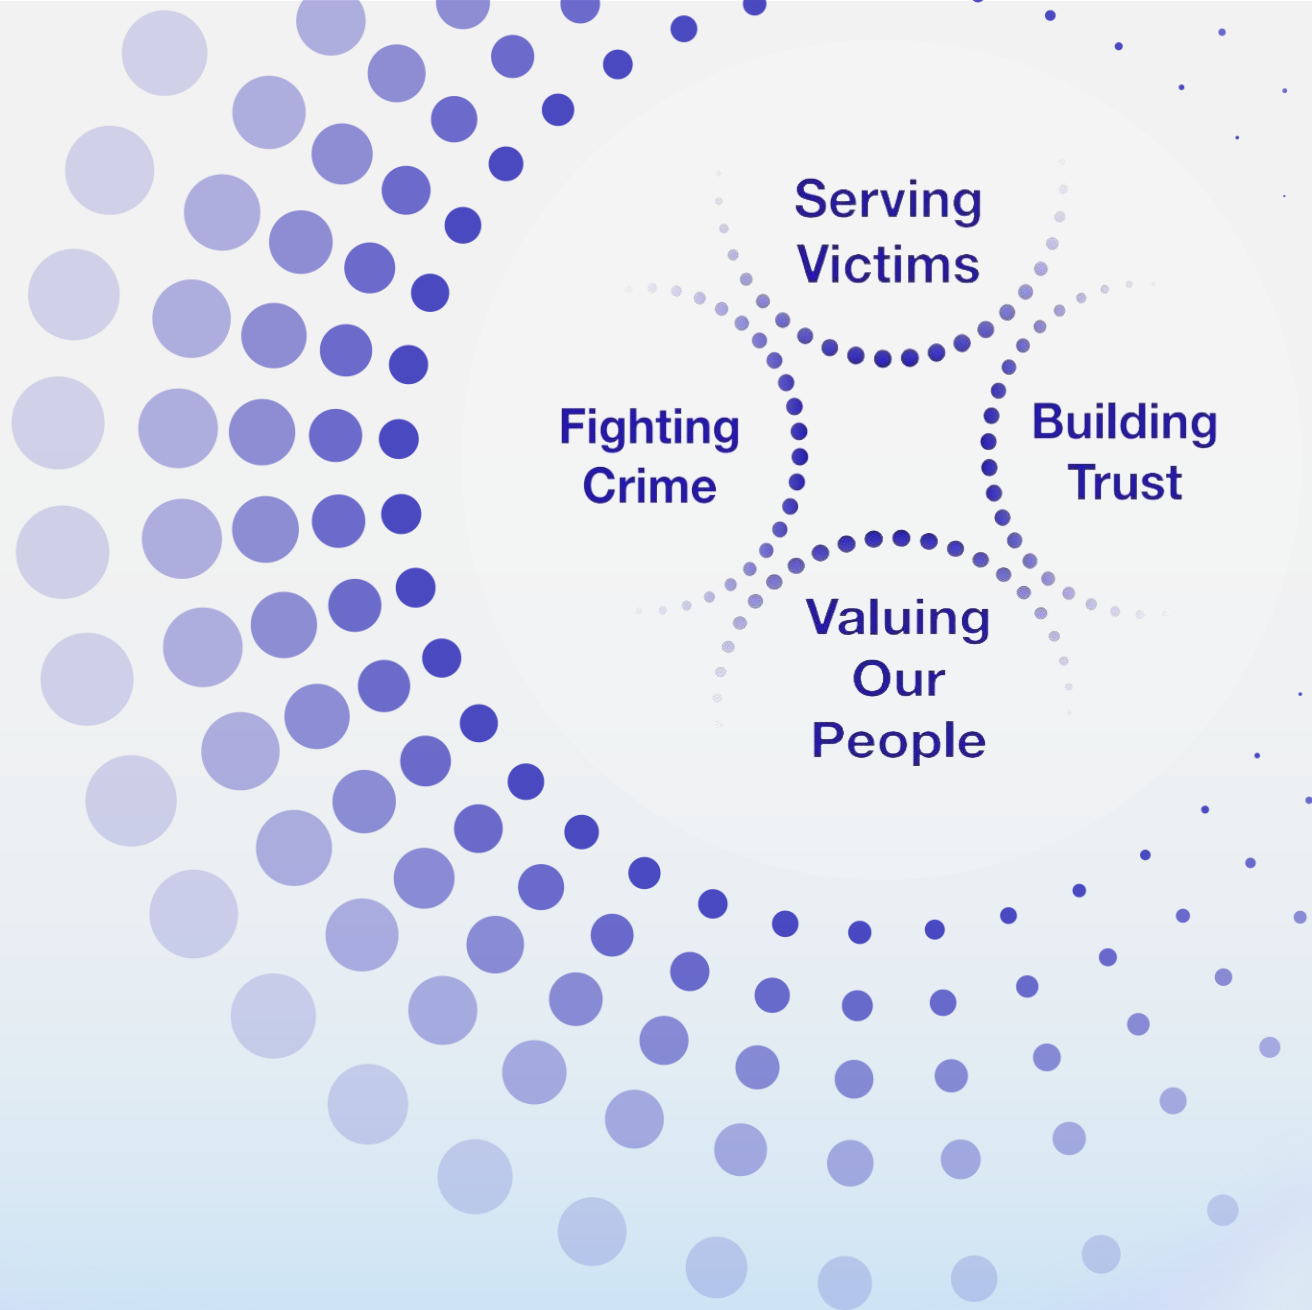 Serving
Victims
Fighting
Crime
Building
Trust
Valuing
Our
People